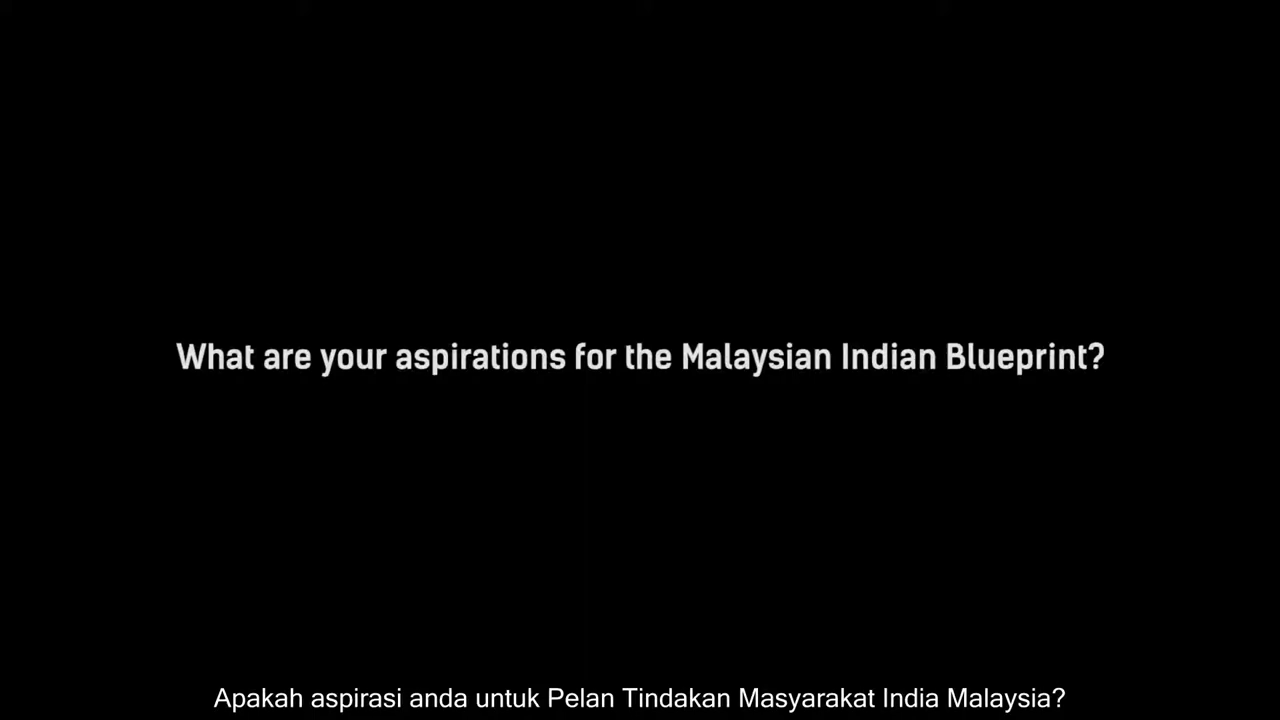 What are your aspirations for the Malaysian Indian Blueprint?
Apakah aspirasi anda untuk Pelan Tindakan Masyarakat India Malaysia?